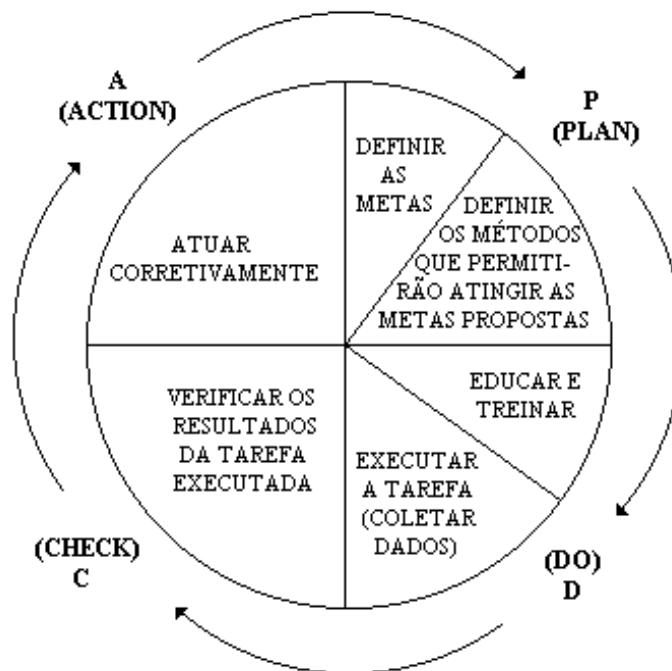 A
(ACTION)
P
(PLAN)
DEFINIR
AS
METAS
DEFINIR
OS MÉTODOS
QUE PERMITI-
RÃO ATINGIR AS
METAS PROPOSTAS
ATUAR
CORRETIVAMENTE
EDUCAR E
TREINAR
VERIFICAR OS
RESULTADOS
DA TAREFA
EXECUTADA
EXECUTAR
A TAREFA
(COLETAR
DADOS)
(CHECK)
C
(DO)
D